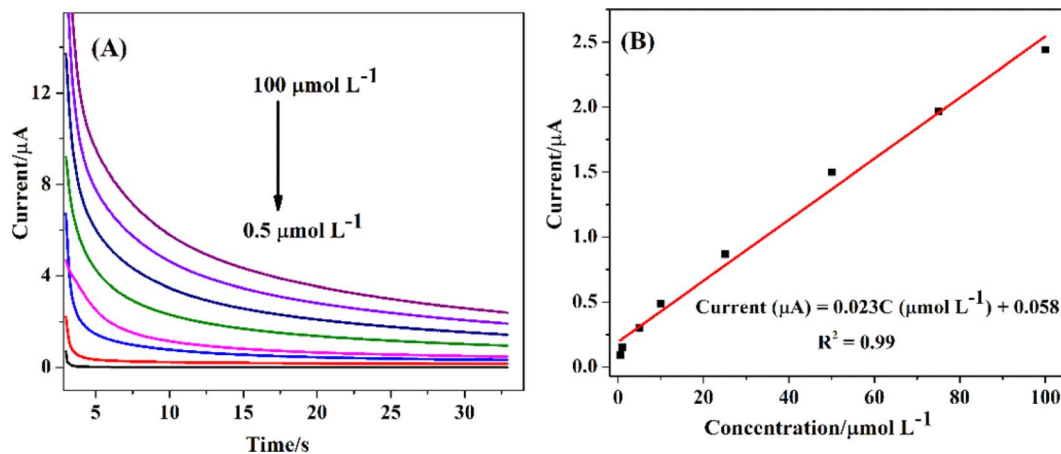 (A)
100 μmol L⁻¹
0.5 μmol L⁻¹
Current/μA
12
8
4
0
5
10
15
20
25
30
Time/s
(B)
Current/μA
2.5
2.0
1.5
1.0
0.5
0.0
Current (μA) = 0.023C (μmol L⁻¹) + 0.058
R² = 0.99
0
20
40
60
80
100
Concentration/μmol L⁻¹